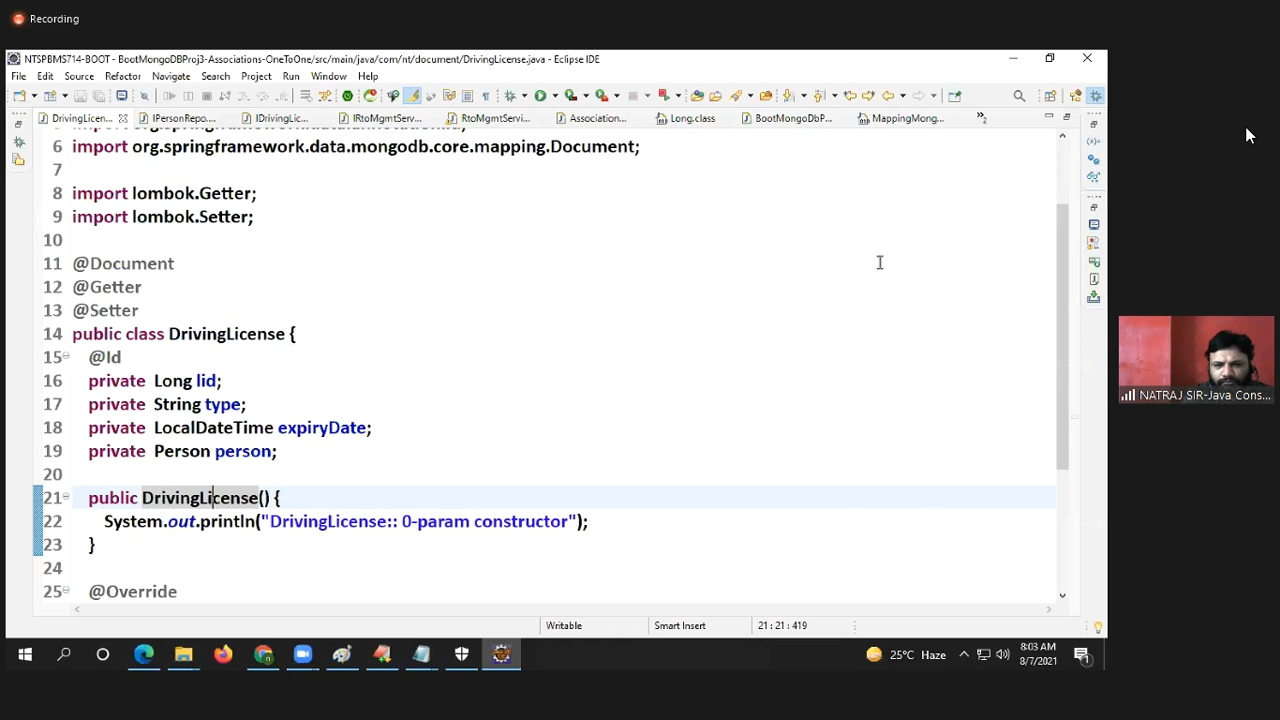 Recording
NTSPBMS714-BOOT - BootMongoDBProj3-Associations-OneToOne/src/main/java/com/nt/document/DrivingLicense.java - Eclipse IDE
File Edit Source Refactor Navigate Search Project Run Window Help
DrivingLicen... IPersonRepo... IDrivingLic... IRtoMgmtServ... RtoMgmtServi... Association... Long.class BootMongoDbP... MappingMong...
6 import org.springframework.data.mongodb.core.mapping.Document;
7
8 import lombok.Getter;
9 import lombok.Setter;
10
11 @Document
12 @Getter
13 @Setter
14 public class DrivingLicense {
15 @Id
16 private Long lid;
17 private String type;
18 private LocalDateTime expiryDate;
19 private Person person;
20
21 public DrivingLicense() {
22 System.out.println("DrivingLicense:: 0-param constructor");
23 }
24
25 @Override
Writable Smart Insert 21 : 21 : 419
NATRAJ SIR-Java Cons...
25°C Haze 8:03 AM
8/7/2021